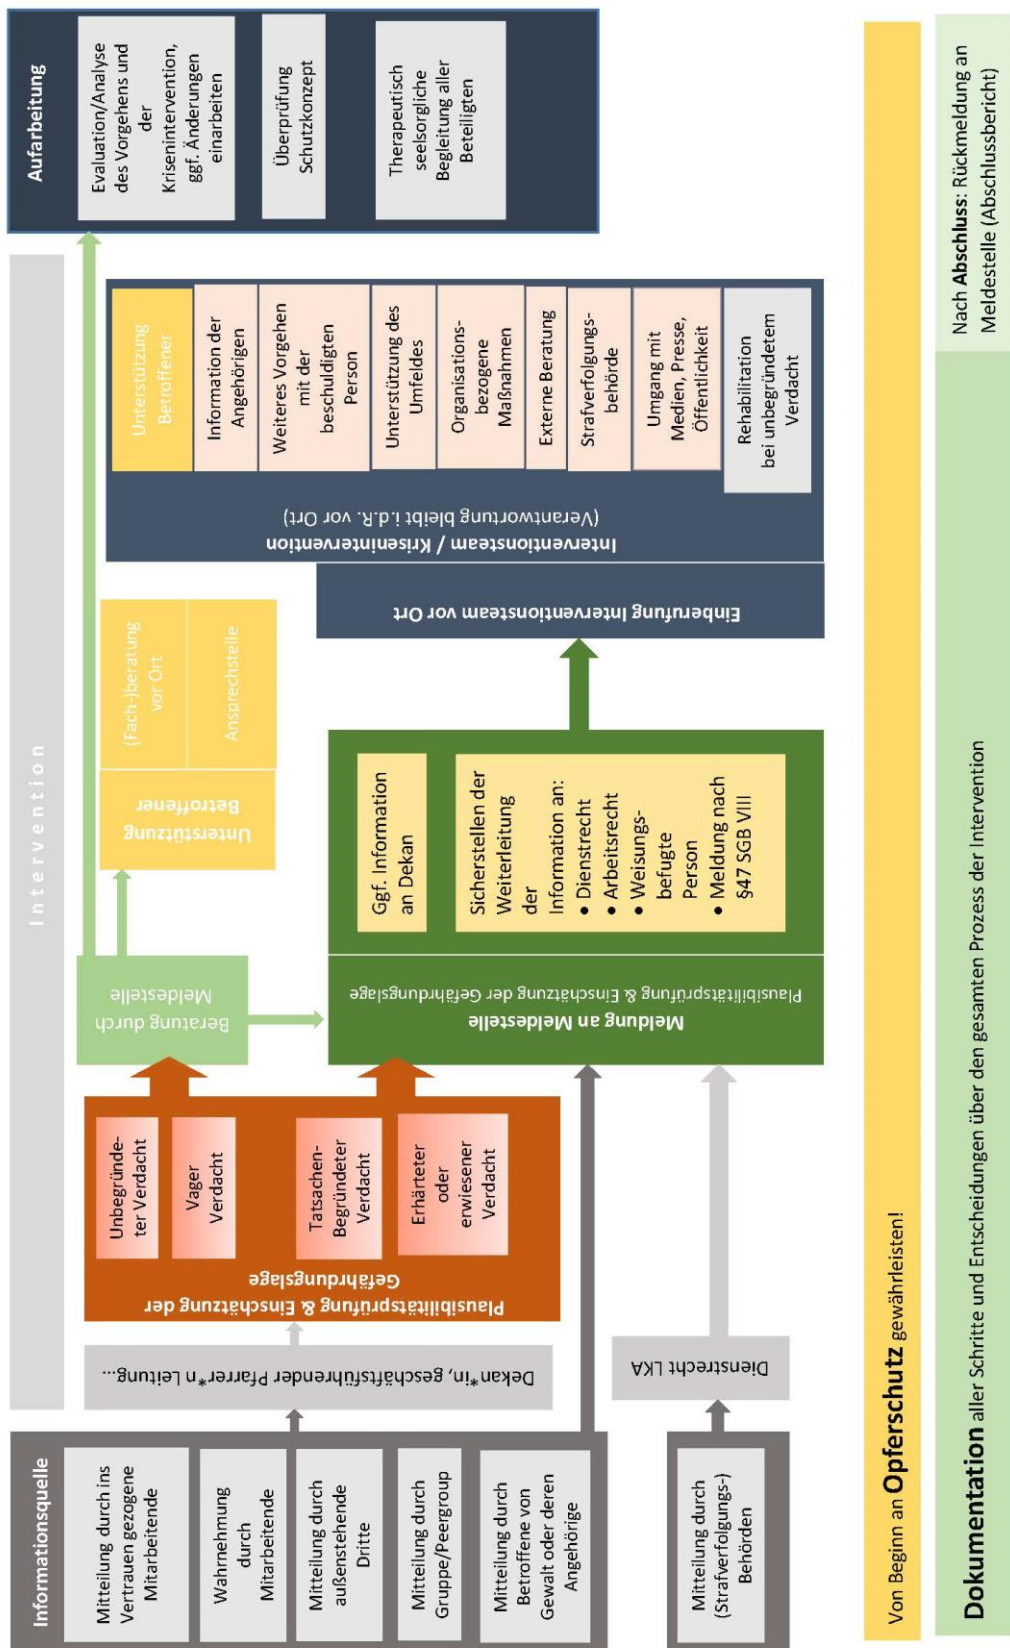 Intervention
Informationsquelle
Mitteilung durch ins
Vertrauen gezogene
Mitarbeitende
Wahrnehmung
durch
Mitarbeitende
Mitteilung durch
außenstehende
Dritte
Mitteilung durch
Gruppe/Peergroup
Mitteilung durch
Betroffene von
Gewalt oder deren
Angehörige
Mitteilung durch
(Strafverfolgungs-)
Behörden
Dekan*in, geschäftsführender Pfarrer*n Leitung...
Dienstrecht LKA
Plausibilitätsprüfung & Einschätzung der
Gefährdungslage
Unbegründe-
ter Verdacht
Vager
Verdacht
Tatsachen-
Begründeter
Verdacht
Erhärteter
oder
erwiesener
Verdacht
Beratung durch
Meldestelle
Meldung an Meldestelle
Plausibilitätsprüfung & Einschätzung der Gefährdungslage
Ggf. Information
an Dekan
Sicherstellen der
Weiterleitung
der
Information an:
• Dienstrecht
• Arbeitsrecht
• Weisungs-
befugte
Person
• Meldung nach
§47 SGB VIII
Unterstützung
Betroffener
(Fach-)beratung
vor Ort
Ansprechstelle
Einberufung Interventionsteam vor Ort
Interventionsteam / Krisenintervention
(Verantwortung bleibt i.d.R. vor Ort)
Unterstützung
Betroffener
Information der
Angehörigen
Weiteres Vorgehen
mit der
beschuldigten
Person
Unterstützung des
Umfeldes
Organisations-
bezogene
Maßnahmen
Externe Beratung
Strafverfolgungs-
behörde
Umgang mit
Medien, Presse,
Öffentlichkeit
Rehabilitation
bei unbegründetem
Verdacht
Aufarbeitung
Evaluation/Analyse
des Vorgehens und
der
Krisenintervention,
ggf. Änderungen
einarbeiten
Überprüfung
Schutzkonzept
Therapeutisch
seelsorgliche
Begleitung aller
Beteiligten
Von Beginn an Opferschutz gewährleisten!
Dokumentation aller Schritte und Entscheidungen über den gesamten Prozess der Intervention
Nach Abschluss: Rückmeldung an
Meldestelle (Abschlussbericht)